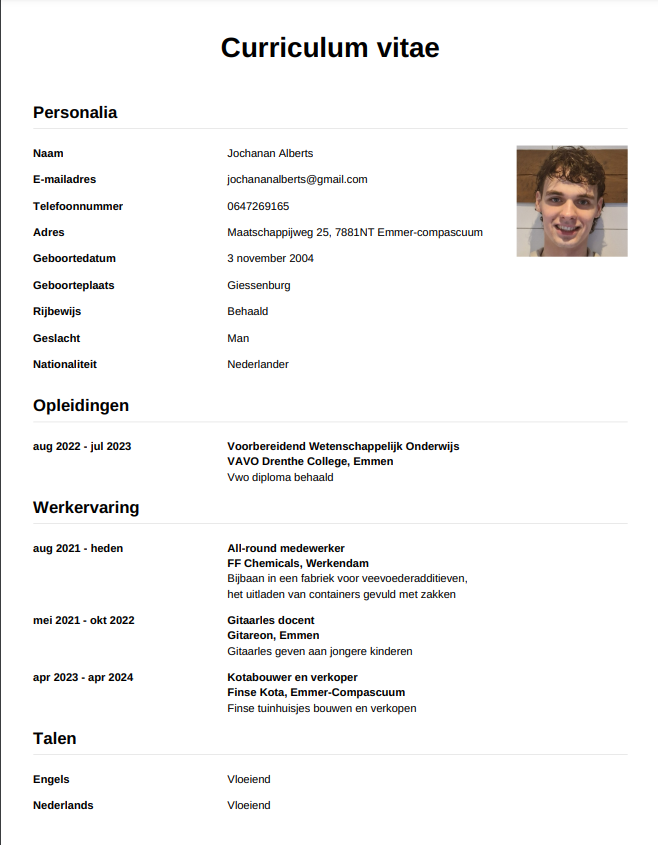 Curriculum vitae
Personalia
Naam Jochanan Alberts
E-mailadres jochananalberts@gmail.com
Telefoonnummer 0647269165
Adres Maatschappijweg 25, 7881NT Emmer-compascuum
Geboortedatum 3 november 2004
Geboorteplaats Giessenburg
Rijbewijs Behaald
Geslacht Man
Nationaliteit Nederlander
Opleidingen
aug 2022 - jul 2023 Voorbereidend Wetenschappelijk Onderwijs
VAVO Drenthe College, Emmen
Vwo diploma behaald
Werkervaring
aug 2021 - heden All-round medewerker
FF Chemicals, Werkendam
Bijbaan in een fabriek voor veevoederadditieven,
het uitladen van containers gevuld met zakken
mei 2021 - okt 2022 Gitaarles docent
Gitareon, Emmen
Gitaarles geven aan jongere kinderen
apr 2023 - apr 2024 Kotabouwer en verkoper
Finse Kota, Emmer-Compascuum
Finse tuinhuisjes bouwen en verkopen
Talen
Engels Vloeiend
Nederlands Vloeiend